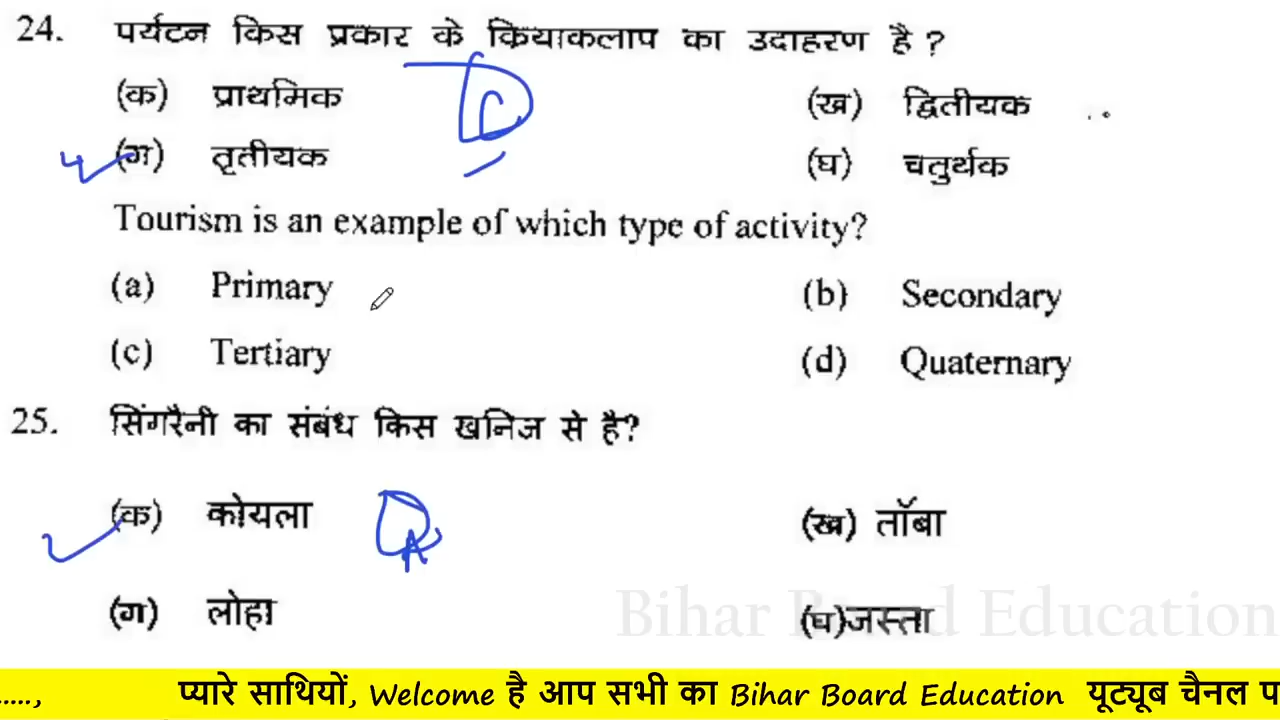 24. पर्यटन किस प्रकार के क्रियाकलाप का उदाहरण है ?
(क) प्राथमिक (ख) द्वितीयक
(ग) तृतीयक (घ) चतुर्थक
C
Tourism is an example of which type of activity?
(a) Primary (b) Secondary
(c) Tertiary (d) Quaternary
25. सिंगरैनी का संबंध किस खनिज से है?
(क) कोयला (ख) ताँबा
A
(ग) लोहा (घ)जस्ता
Bihar Board Education
....., प्यारे साथियों, Welcome है आप सभी का Bihar Board Education यूट्यूब चैनल प